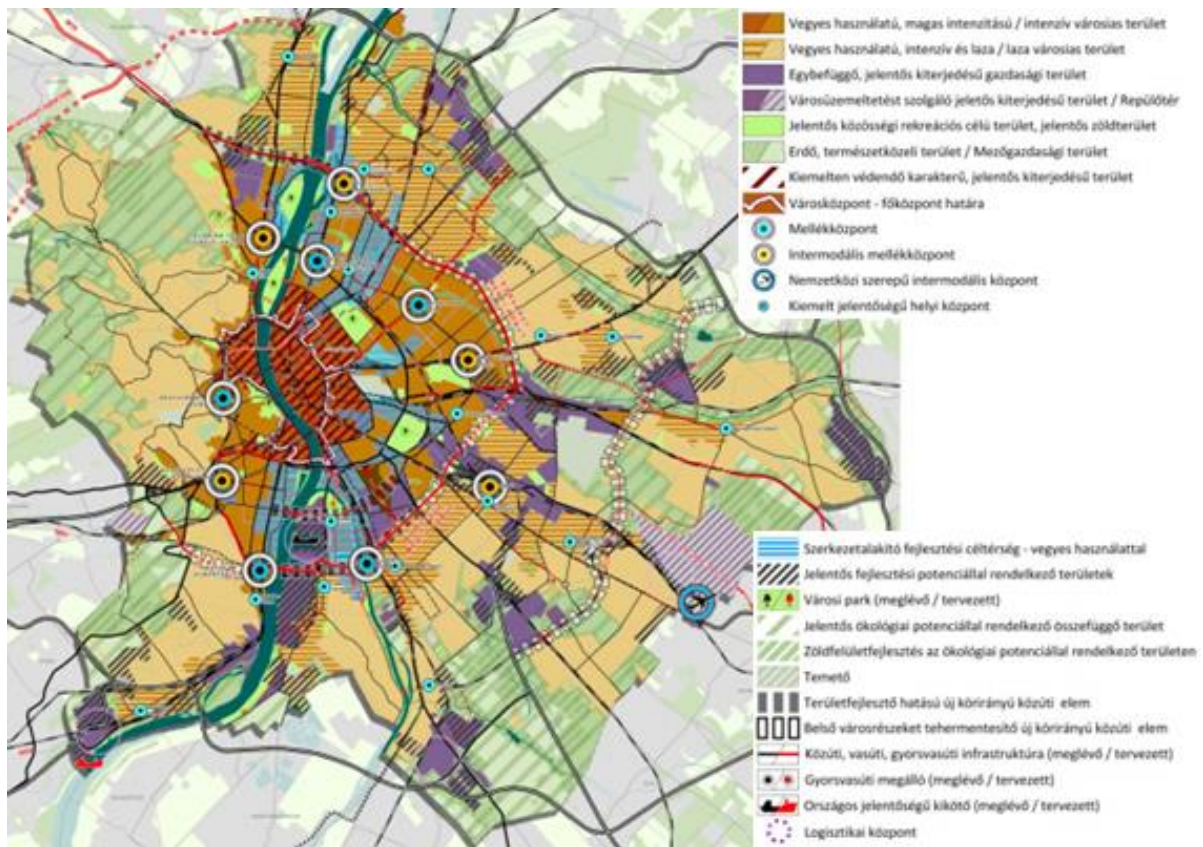 Vegyes használatú, magas intenzitású / intenzív városias terület
Vegyes használatú, intenzív és laza / laza városias terület
Egybefüggő, jelentős kiterjedésű gazdasági terület
Városüzemeltetést szolgáló jeletős kiterjedésű terület / Repülőtér
Jelentős közösségi rekreációs célú terület, jelentős zöldterület
Erdő, természetközeli terület / Mezőgazdasági terület
Kiemelten védendő karakterű, jelentős kiterjedésű terület
Városközpont - főközpont határa
Mellékközpont
Intermodális mellékközpont
Nemzetközi szerepű intermodális központ
Kiemelt jelentőségű helyi központ
Szerkezetalakító fejlesztési céltérség - vegyes használattal
Jelentős fejlesztési potenciállal rendelkező területek
Városi park (meglévő / tervezett)
Jelentős ökológiai potenciállal rendelkező összefüggő terület
Zöldfelületfejlesztés az ökológiai potenciállal rendelkező területen
Temető
Területfejlesztő hatású új körirányú közúti elem
Belső városrészeket tehermentesítő új körirányú közúti elem
Közúti, vasúti, gyorsvasúti infrastruktúra (meglévő / tervezett)
Gyorsvasúti megálló (meglévő / tervezett)
Országos jelentőségű kikötő (meglévő / tervezett)
Logisztikai központ